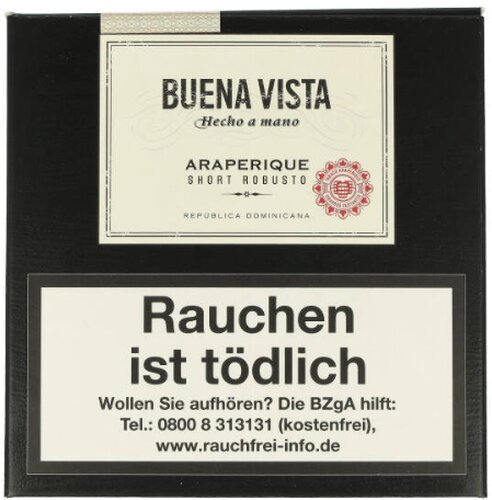 BUENA VISTA
Hecho a mano
ARAPERIQUE
SHORT ROBUSTO
REPÚBLICA DOMINICANA
Rauchen
ist tödlich
Wollen Sie aufhören? Die BZgA hilft:
Tel.: 0800 8 313131 (kostenfrei),
www.rauchfrei-info.de